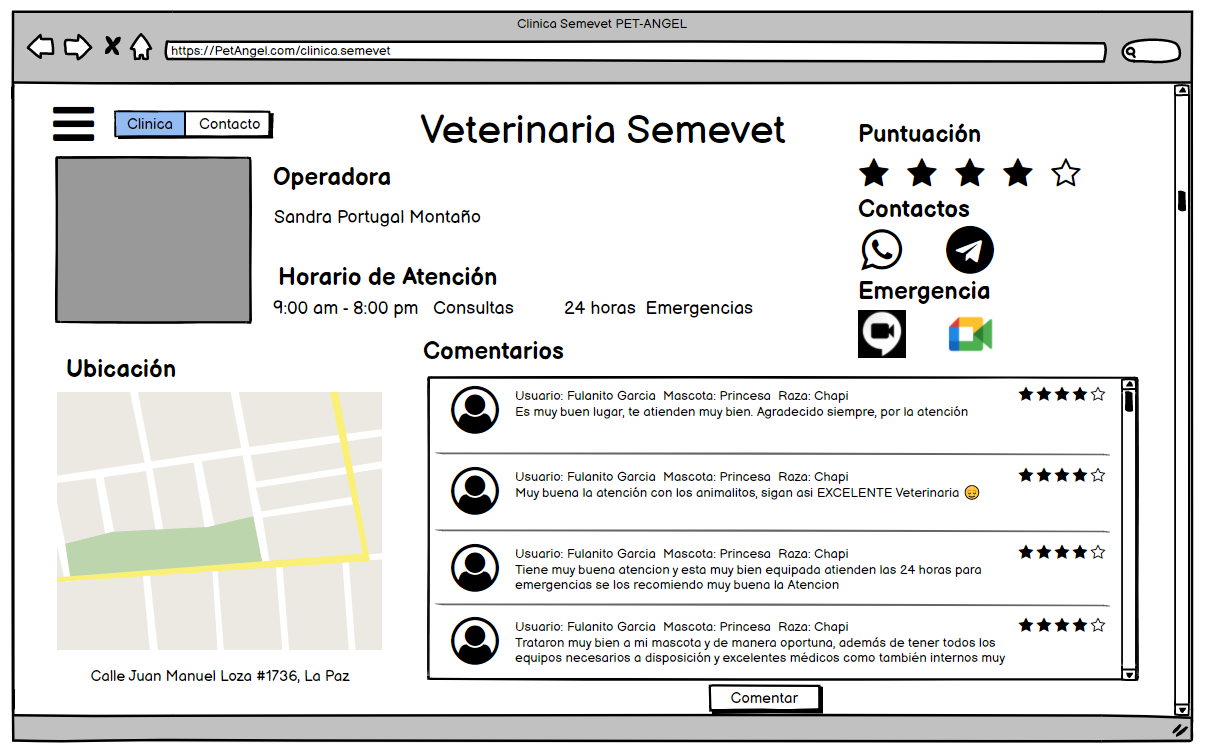 Clinica Semevet PET-ANGEL
https://PetAngel.com/clinica.semevet
Clinica Contacto
Veterinaria Semevet
Operadora
Sandra Portugal Montaño
Horario de Atención
9:00 am - 8:00 pm Consultas 24 horas Emergencias
Puntuación
Contactos
Emergencia
Ubicación
Calle Juan Manuel Loza #1736, La Paz
Comentarios
Usuario: Fulanito Garcia Mascota: Princesa Raza: Chapi
Es muy buen lugar, te atienden muy bien. Agradecido siempre, por la atención
Usuario: Fulanito Garcia Mascota: Princesa Raza: Chapi
Muy buena la atención con los animalitos, sigan asi EXCELENTE Veterinaria
Usuario: Fulanito Garcia Mascota: Princesa Raza: Chapi
Tiene muy buena atencion y esta muy bien equipada atienden las 24 horas para
emergencias se los recomiendo muy buena la Atencion
Usuario: Fulanito Garcia Mascota: Princesa Raza: Chapi
Trataron muy bien a mi mascota y de manera oportuna, además de tener todos los
equipos necesarios a disposición y excelentes médicos como también internos muy
Comentar